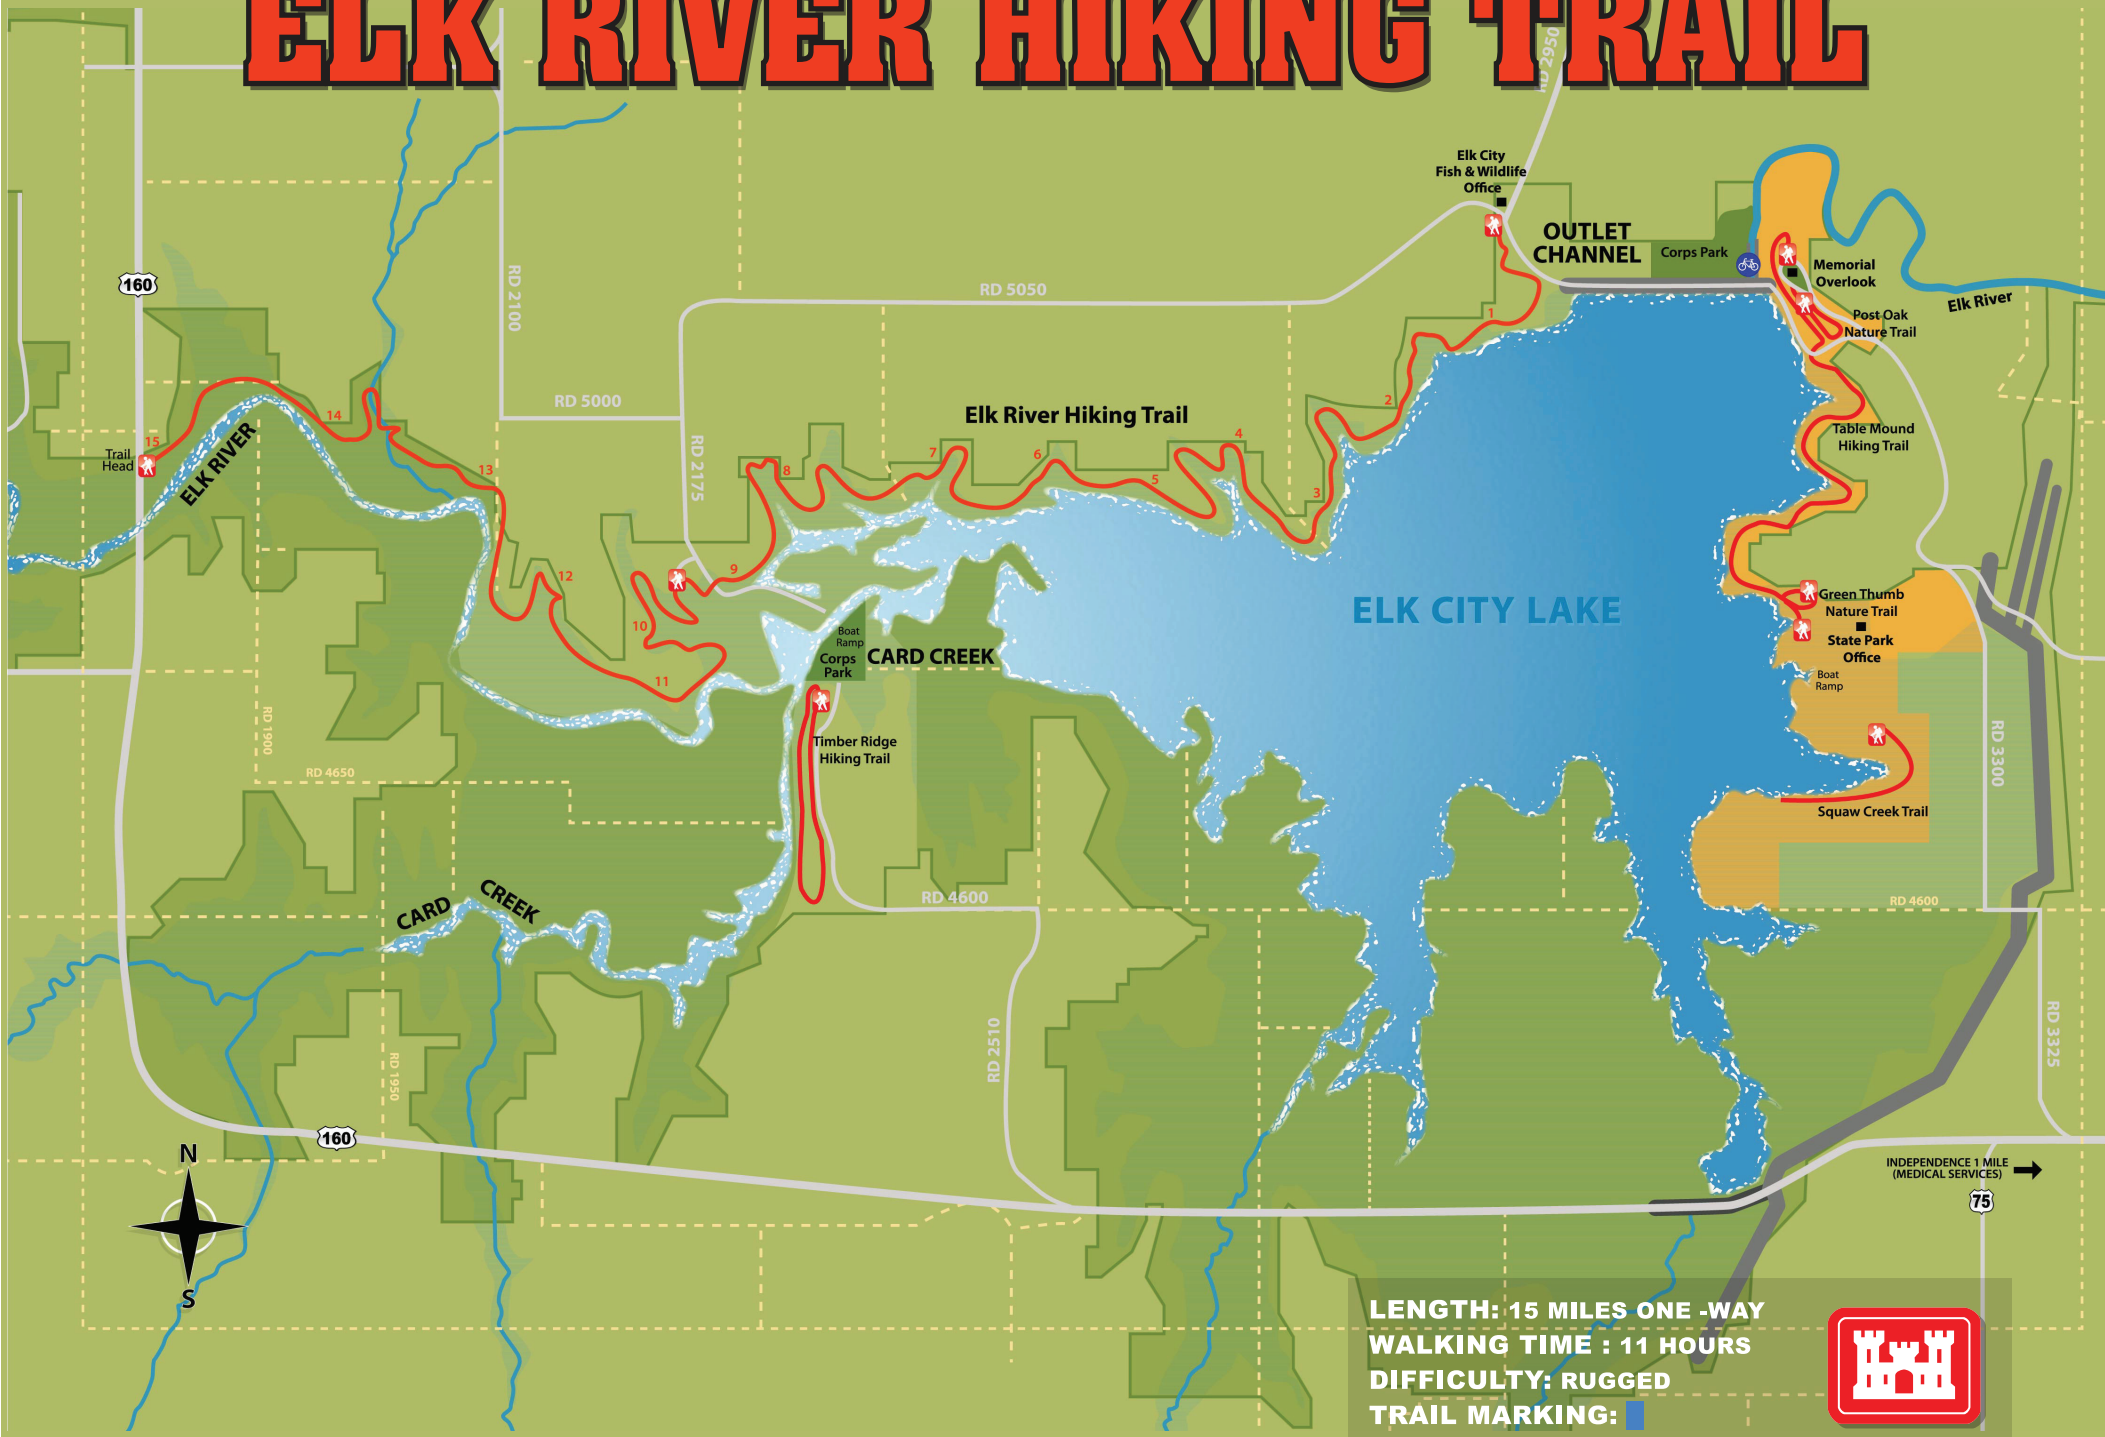 ELK RIVER HIKING TRAIL
RD 2950
Elk City
Fish & Wildlife
Office
OUTLET
CHANNEL
Corps Park
Memorial
Overlook
Elk River
Post Oak
Nature Trail
160
RD 2100
RD 5050
1
RD 5000
2
Elk River Hiking Trail
14
15
Trail
Head
ELK RIVER
13
RD 2175
8
7
6
5
4
3
Table Mound
Hiking Trail
12
9
10
11
Boat
Ramp
Corps
Park
CARD CREEK
ELK CITY LAKE
Green Thumb
Nature Trail
State Park
Office
Boat
Ramp
RD 1900
RD 4650
Timber Ridge
Hiking Trail
RD 3300
Squaw Creek Trail
CARD CREEK
RD 4600
RD 4600
RD 1950
RD 2510
RD 3325
160
N
S
INDEPENDENCE 1 MILE
(MEDICAL SERVICES)
75
LENGTH: 15 MILES ONE -WAY
WALKING TIME : 11 HOURS
DIFFICULTY: RUGGED
TRAIL MARKING: